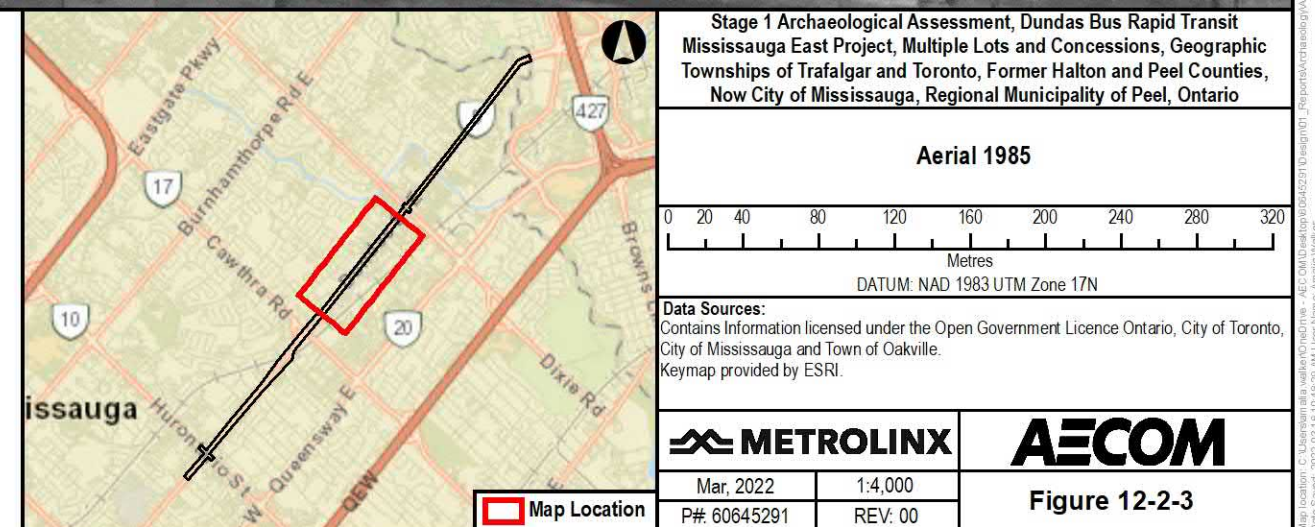 Eastgate Pkwy
Burnhamthorpe Rd E
427
17
Cawthra Rd
Browns L
10
20
Dixie Rd
issauga
Huron
io St
Queensway E
QEW
W
E
Map Location
Stage 1 Archaeological Assessment, Dundas Bus Rapid Transit
Mississauga East Project, Multiple Lots and Concessions, Geographic
Townships of Trafalgar and Toronto, Former Halton and Peel Counties,
Now City of Mississauga, Regional Municipality of Peel, Ontario
Aerial 1985
0 20 40 80 120 160 200 240 280 320
Metres
DATUM: NAD 1983 UTM Zone 17N
Data Sources:
Contains Information licensed under the Open Government Licence Ontario, City of Toronto,
City of Mississauga and Town of Oakville.
Keymap provided by ESRI.
METROLINX
AECOM
Mar, 2022
1:4,000
P#: 60645291
REV: 00
Figure 12-2-3